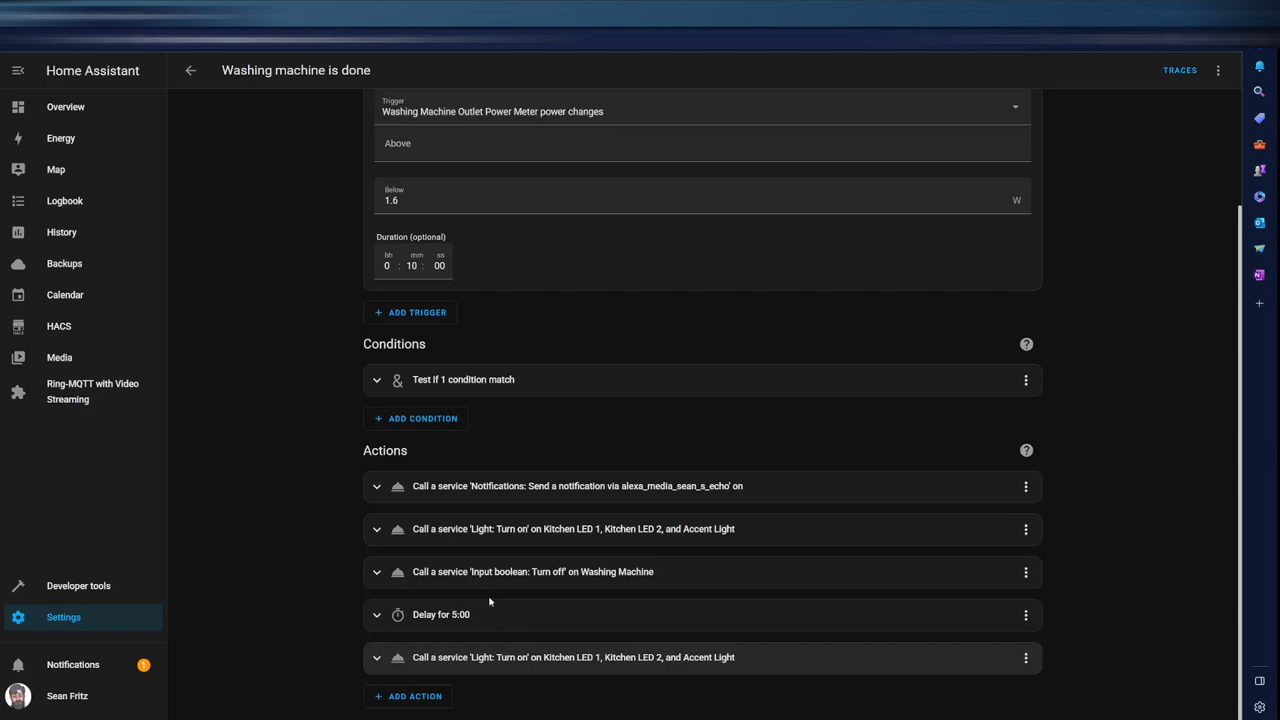 Home Assistant
Washing machine is done
TRACES
Overview
Energy
Map
Logbook
History
Backups
Calendar
HACS
Media
Ring-MQTT with Video
Streaming
Developer tools
Settings
Notifications
1
Sean Fritz
Trigger
Washing Machine Outlet Power Meter power changes
Above
Below
1.6
W
Duration (optional)
hh mm ss
0 : 10 : 00
+ ADD TRIGGER
Conditions
?
& Test if 1 condition match
+ ADD CONDITION
Actions
?
Call a service 'Notifications: Send a notification via alexa_media_sean_s_echo' on
Call a service 'Light: Turn on' on Kitchen LED 1, Kitchen LED 2, and Accent Light
Call a service 'Input boolean: Turn off' on Washing Machine
Delay for 5:00
Call a service 'Light: Turn on' on Kitchen LED 1, Kitchen LED 2, and Accent Light
+ ADD ACTION